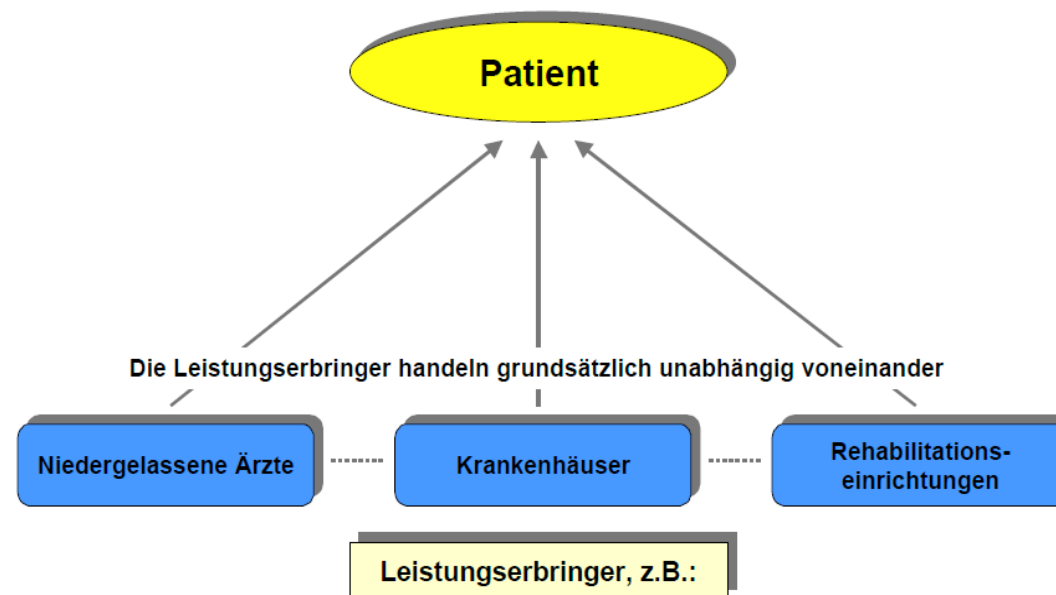 Patient
Die Leistungserbringer handeln grundsätzlich unabhängig voneinander
Niedergelassene Ärzte
Krankenhäuser
Rehabilitations-
einrichtungen
Leistungserbringer, z.B.: